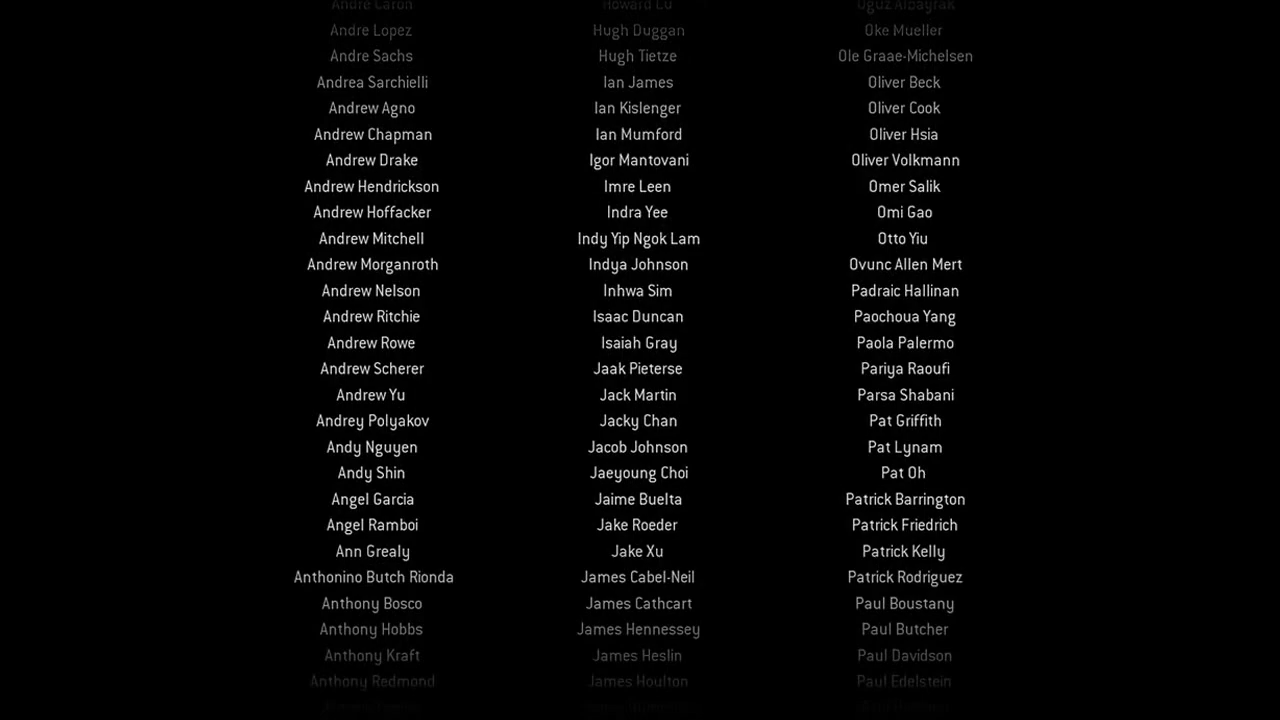 Andre Caron
Andre Lopez
Andre Sachs
Andrea Sarchielli
Andrew Agno
Andrew Chapman
Andrew Drake
Andrew Hendrickson
Andrew Hoffacker
Andrew Mitchell
Andrew Morganroth
Andrew Nelson
Andrew Ritchie
Andrew Rowe
Andrew Scherer
Andrew Yu
Andrey Polyakov
Andy Nguyen
Andy Shin
Angel Garcia
Angel Ramboi
Ann Grealy
Anthonino Butch Rionda
Anthony Bosco
Anthony Hobbs
Anthony Kraft
Anthony Redmond
Howard Lu
Hugh Duggan
Hugh Tietze
Ian James
Ian Kislenger
Ian Mumford
Igor Mantovani
Imre Leen
Indra Yee
Indy Yip Ngok Lam
Indya Johnson
Inhwa Sim
Isaac Duncan
Isaiah Gray
Jaak Pieterse
Jack Martin
Jacky Chan
Jacob Johnson
Jaeyoung Choi
Jaime Buelta
Jake Roeder
Jake Xu
James Cabel-Neil
James Cathcart
James Hennessey
James Heslin
James Houlton
Oguz Albayrak
Oke Mueller
Ole Graae-Michelsen
Oliver Beck
Oliver Cook
Oliver Hsia
Oliver Volkmann
Omer Salik
Omi Gao
Otto Yiu
Ovunc Allen Mert
Padraic Hallinan
Paochoua Yang
Paola Palermo
Pariya Raoufi
Parsa Shabani
Pat Griffith
Pat Lynam
Pat Oh
Patrick Barrington
Patrick Friedrich
Patrick Kelly
Patrick Rodriguez
Paul Boustany
Paul Butcher
Paul Davidson
Paul Edelstein